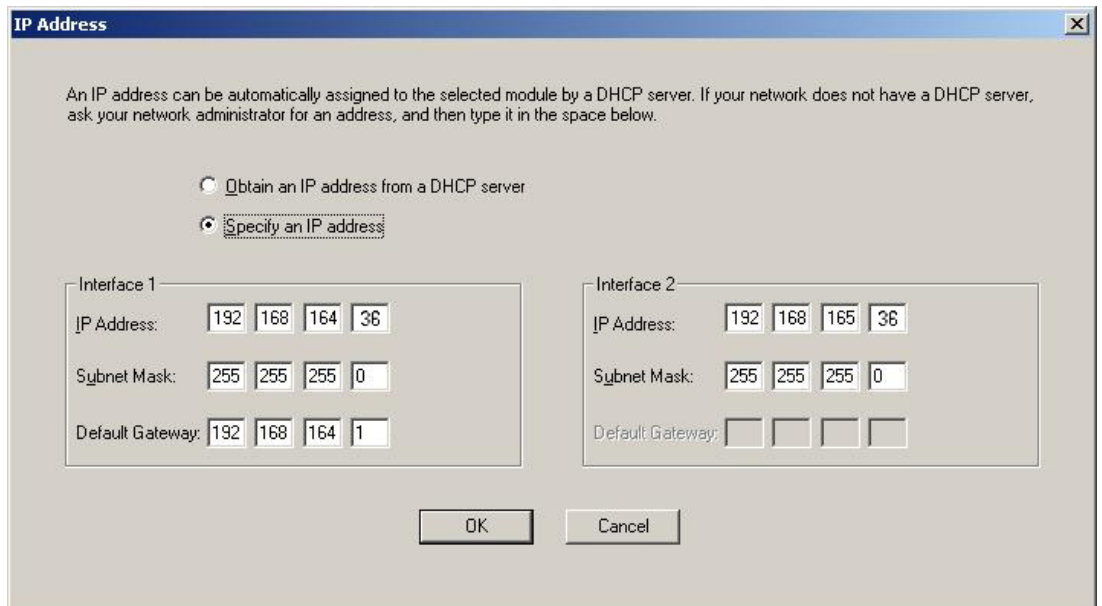 IP Address
An IP address can be automatically assigned to the selected module by a DHCP server. If your network does not have a DHCP server,
ask your network administrator for an address, and then type it in the space below.
Obtain an IP address from a DHCP server
Specify an IP address
Interface 1
IP Address: 192 168 164 36
Subnet Mask: 255 255 255 0
Default Gateway: 192 168 164 1
Interface 2
IP Address: 192 168 165 36
Subnet Mask: 255 255 255 0
Default Gateway:
OK
Cancel